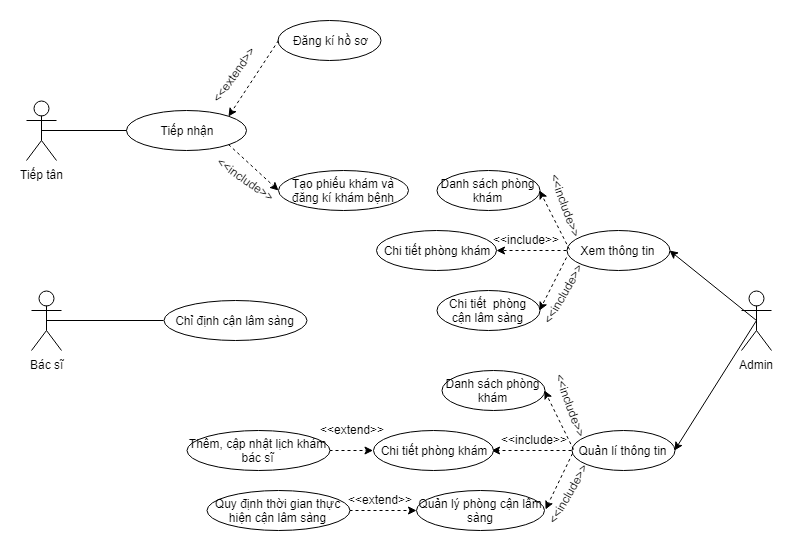 Đăng kí hồ sơ
<<extend>>
Tiếp nhận
Tiếp tân
<<include>>
Tạo phiếu khám và
đăng kí khám bệnh
Danh sách phòng
khám
<<include>>
Chi tiết phòng khám
<<include>>
Xem thông tin
Chi tiết phòng
cận lâm sàng
<<include>>
Chỉ định cận lâm sàng
Bác sĩ
Admin
Danh sách phòng
khám
<<include>>
Thêm, cập nhật lịch khám
bác sĩ
<<extend>>
Chi tiết phòng khám
<<include>>
Quản lí thông tin
Quy định thời gian thực
hiện cận lâm sàng
<<extend>>
Quản lý phòng cận lâm
sàng
<<include>>